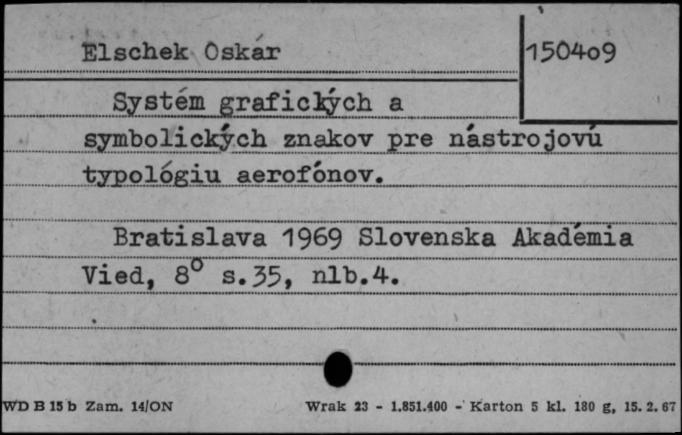 Elschek Oskár
150409
Systém grafických a
symbolických znakov pre nástrojovú
typológiu aerofónov.
Bratislava 1969 Slovenska Akadémia
Vied, 8° s.35, nlb.4.
WD B 15 b Zam. 14/ON Wrak 23 - 1.851.400 - Karton 5 kl. 180 g, 15. 2. 67